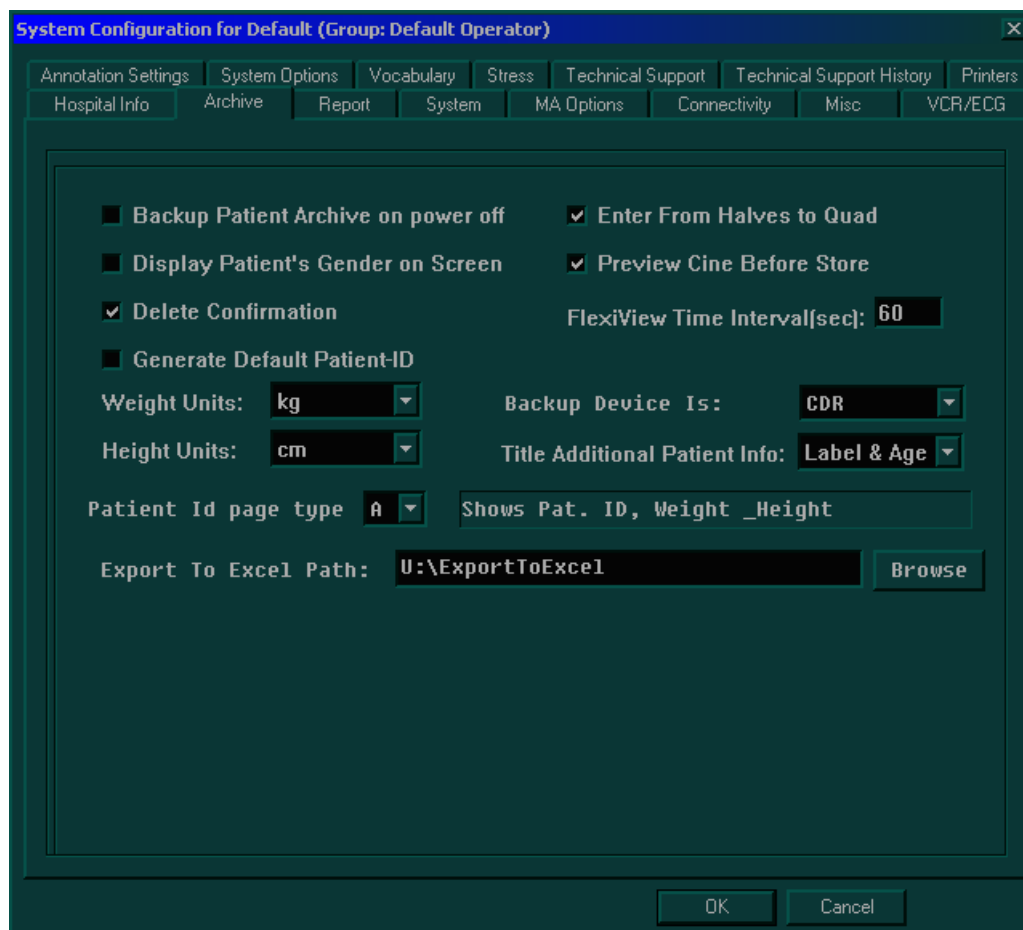 System Configuration for Default (Group: Default Operator)
Annotation Settings System Options Vocabulary Stress Technical Support Technical Support History Printers
Hospital Info Archive Report System MA Options Connectivity Misc VCR/ECG
Backup Patient Archive on power off Enter From Halves to Quad
Display Patient's Gender on Screen Preview Cine Before Store
Delete Confirmation FlexiView Time Interval(sec): 60
Generate Default Patient-ID
Weight Units: kg Backup Device Is: CDR
Height Units: cm Title Additional Patient Info: Label & Age
Patient Id page type A Shows Pat. ID, Weight _Height
Export To Excel Path: U:\ExportToExcel Browse
OK Cancel